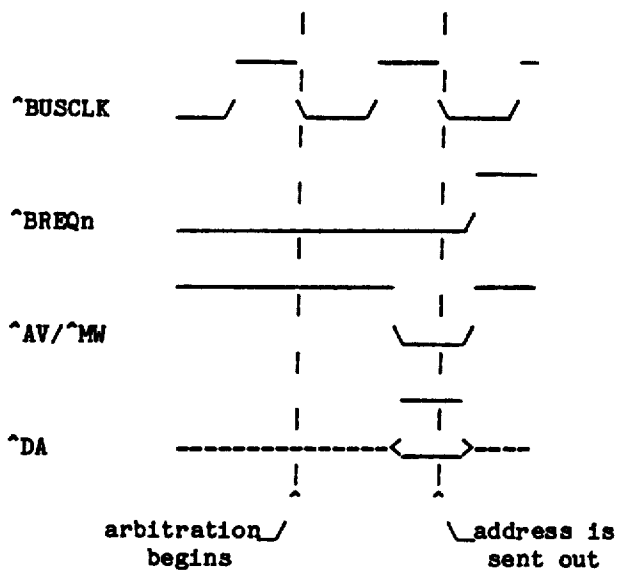 ^BUSCLK
^BREQn
^AV/^MW
^DA
arbitration begins
address is sent out